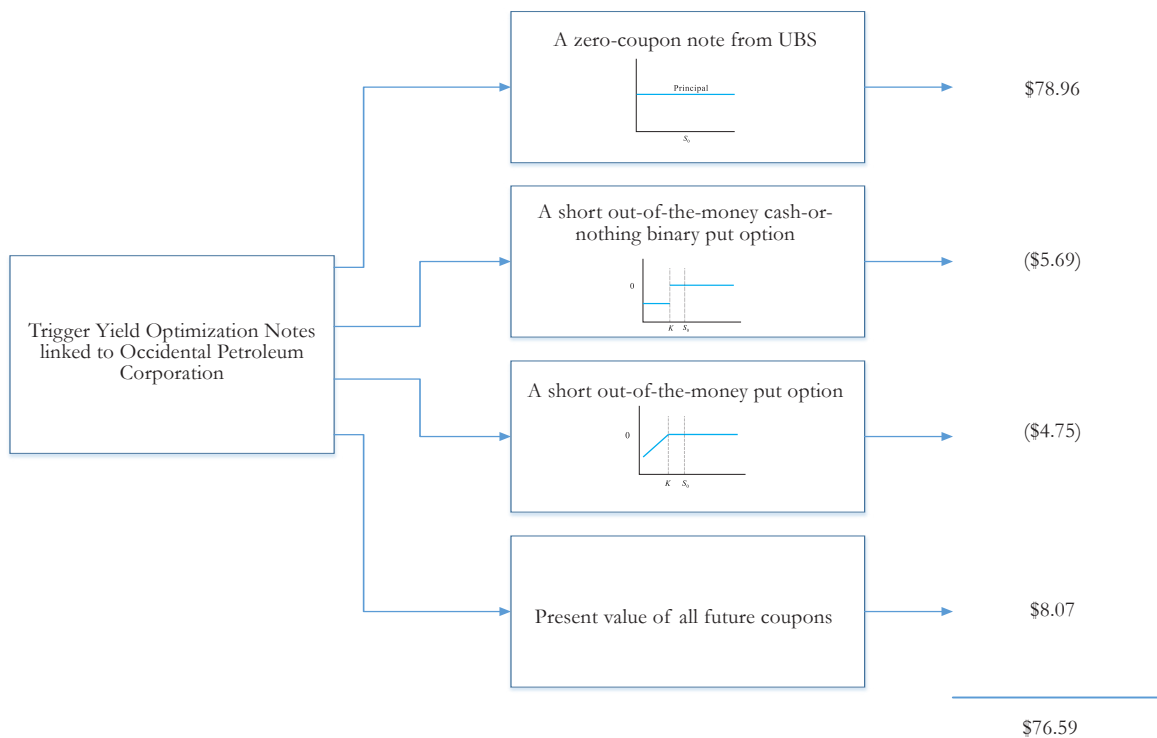 A zero-coupon note from UBS
Principal
S0
$78.96
A short out-of-the-money cash-or-
nothing binary put option
0
K S0
($5.69)
Trigger Yield Optimization Notes
linked to Occidental Petroleum
Corporation
A short out-of-the-money put option
0
K S0
($4.75)
Present value of all future coupons
$8.07
$76.59